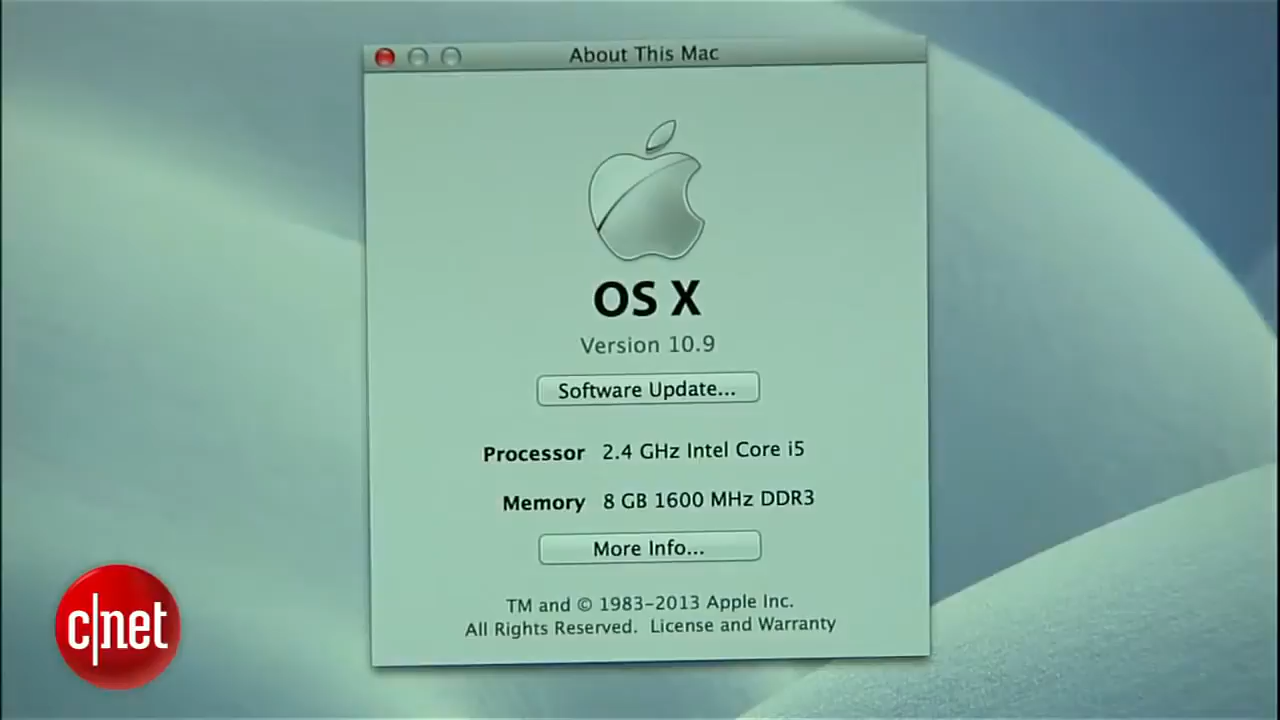 About This Mac
OS X
Version 10.9
Software Update...
Processor 2.4 GHz Intel Core i5
Memory 8 GB 1600 MHz DDR3
More Info...
TM and © 1983-2013 Apple Inc.
All Rights Reserved. License and Warranty
c|net